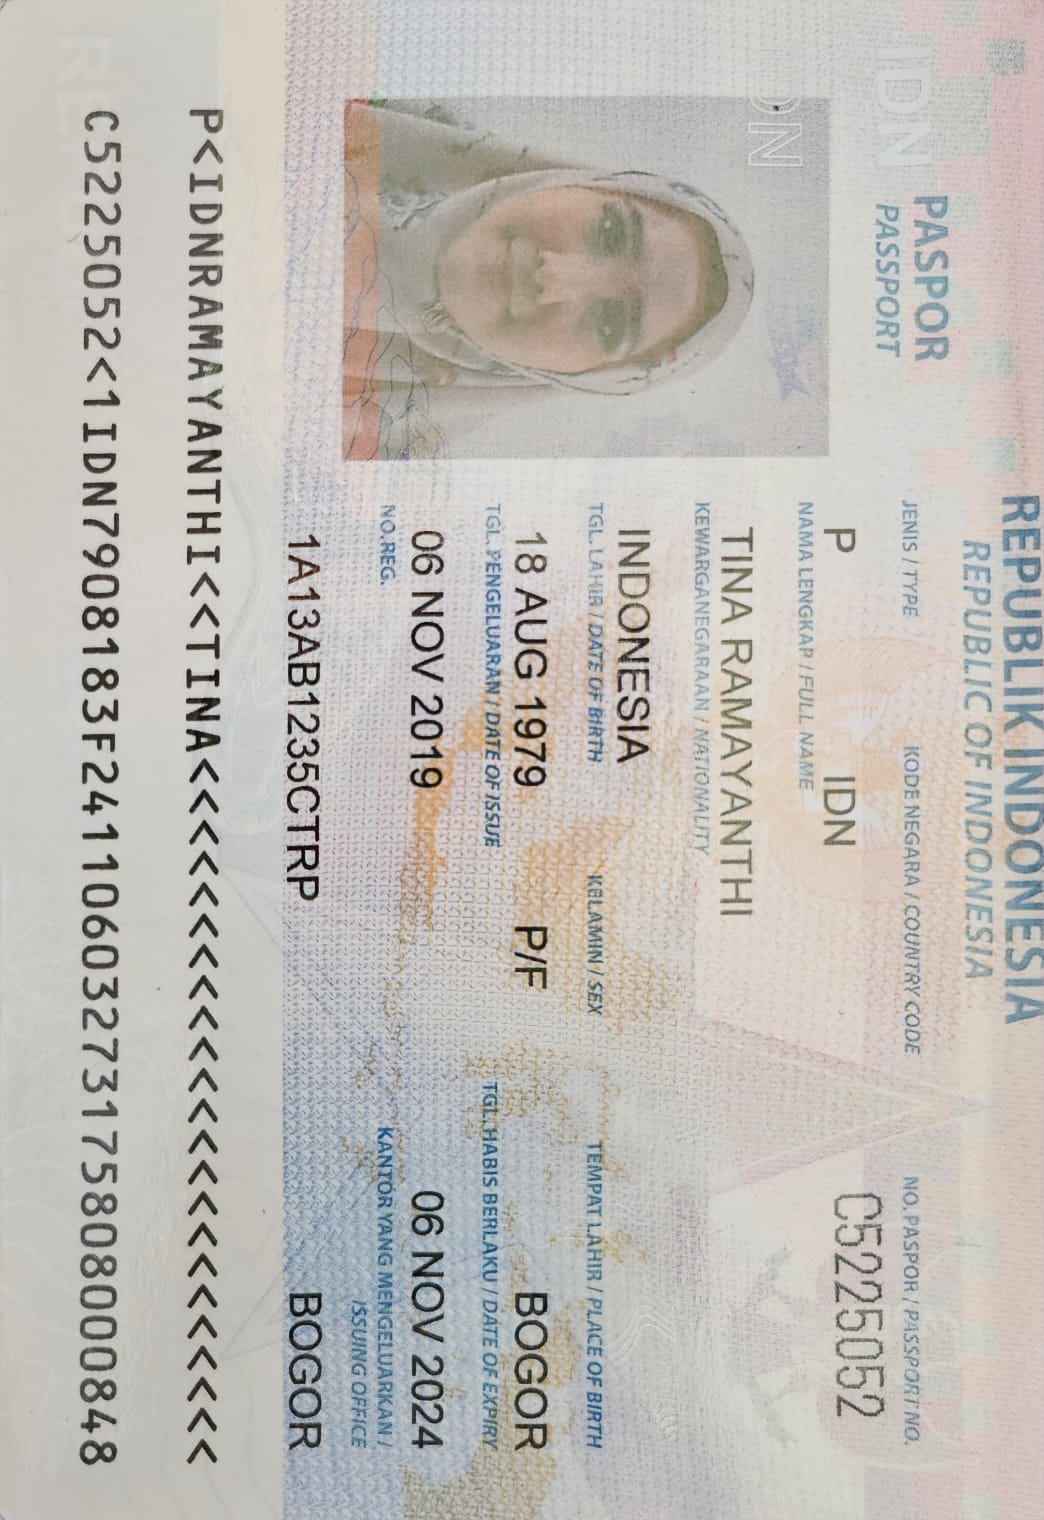 REPUBLIK INDONESIA
REPUBLIC OF INDONESIA
PASPOR
PASSPORT
IDN
IDN
JENIS / TYPE KODE NEGARA / COUNTRY CODE NO. PASPOR / PASSPORT NO.
P IDN C5225052
NAMA LENGKAP / FULL NAME
TINA RAMAYANTHI
KEWARGANEGARAAN / NATIONALITY
INDONESIA
TGL. LAHIR / DATE OF BIRTH KELAMIN / SEX TEMPAT LAHIR / PLACE OF BIRTH
18 AUG 1979 P/F BOGOR
TGL. PENGELUARAN / DATE OF ISSUE TGL. HABIS BERLAKU / DATE OF EXPIRY
06 NOV 2019 06 NOV 2024
NO.REG. KANTOR YANG MENGELUARKAN /
ISSUING OFFICE
1A13AB1235CTRP BOGOR
P<IDNRAMAYANTHI<<TINA<<<<<<<<<<<<<<<<<<<<<<<
C5225052<1IDN7908183F24110603273175808000848